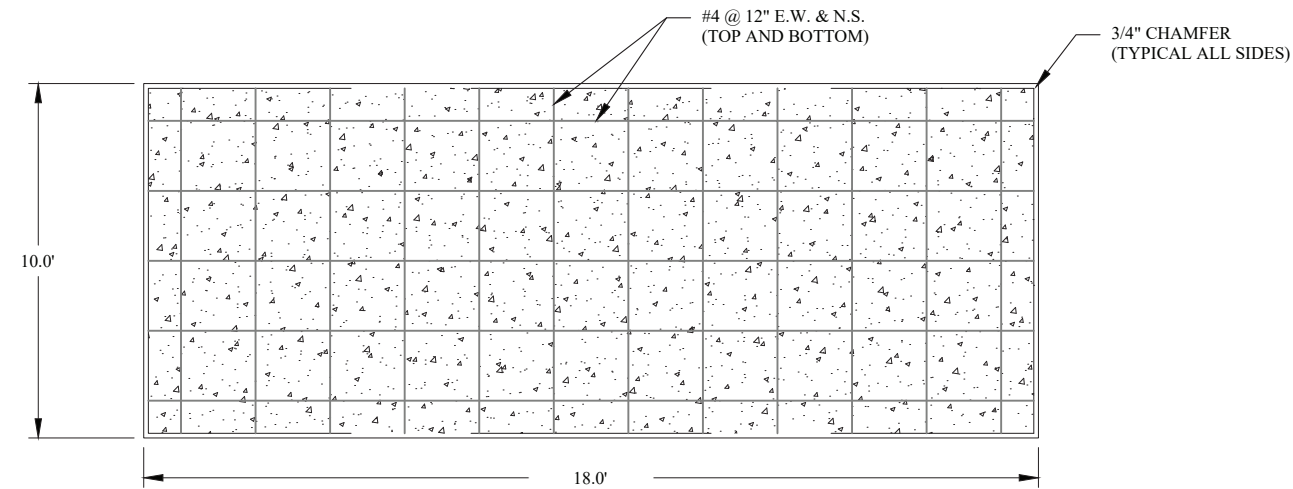 #4 @ 12" E.W. & N.S.
(TOP AND BOTTOM)
3/4" CHAMFER
(TYPICAL ALL SIDES)
10.0'
18.0'